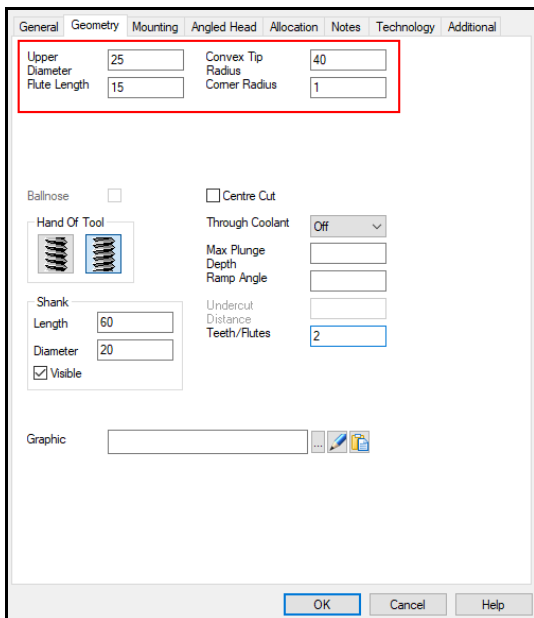 General Geometry Mounting Angled Head Allocation Notes Technology Additional
Upper Diameter 25 Convex Tip Radius 40
Flute Length 15 Corner Radius 1
Ballnose Centre Cut
Hand Of Tool Through Coolant Off
Max Plunge Depth
Ramp Angle
Shank Undercut Distance
Length 60 Teeth/Flutes 2
Diameter 20
Visible
Graphic ...
OK Cancel Help